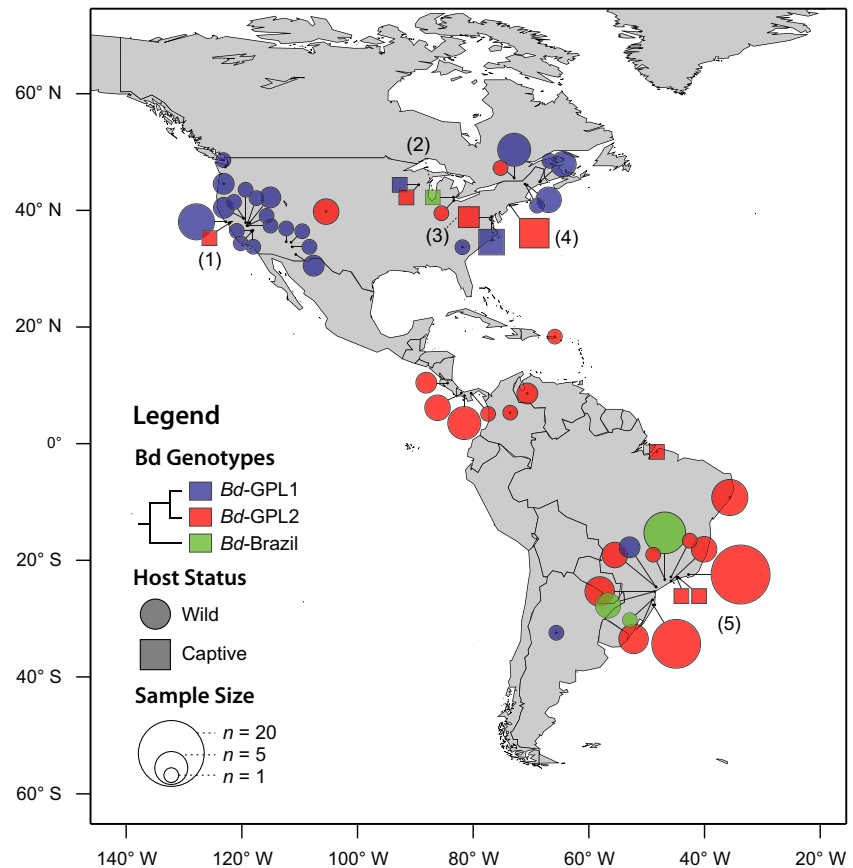 60° N
40° N
20° N
0°
20° S
40° S
60° S
(1)
(2)
(3)
(4)
(5)
Legend
Bd Genotypes
Bd-GPL1
Bd-GPL2
Bd-Brazil
Host Status
Wild
Captive
Sample Size
n = 20
n = 5
n = 1
140° W 120° W 100° W 80° W 60° W 40° W 20° W